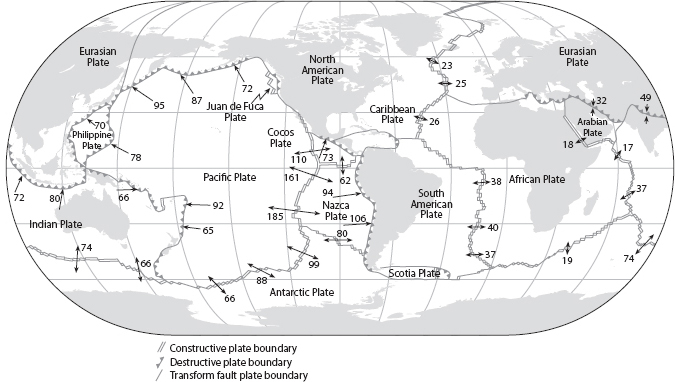 Eurasian
Plate
North
American
Plate
Eurasian
Plate
23
25
26
32
49
72
87
95
Juan de Fuca
Plate
Caribbean
Plate
Arabian
Plate
70
Philippine
Plate
78
Cocos
Plate
110
73
18
17
161
62
72
80
66
Pacific Plate
94
Nazca
Plate
106
South
American
Plate
38
African Plate
37
92
185
Indian Plate
65
80
40
74
66
99
88
66
37
19
74
Scotia Plate
Antarctic Plate
Constructive plate boundary
Destructive plate boundary
Transform fault plate boundary